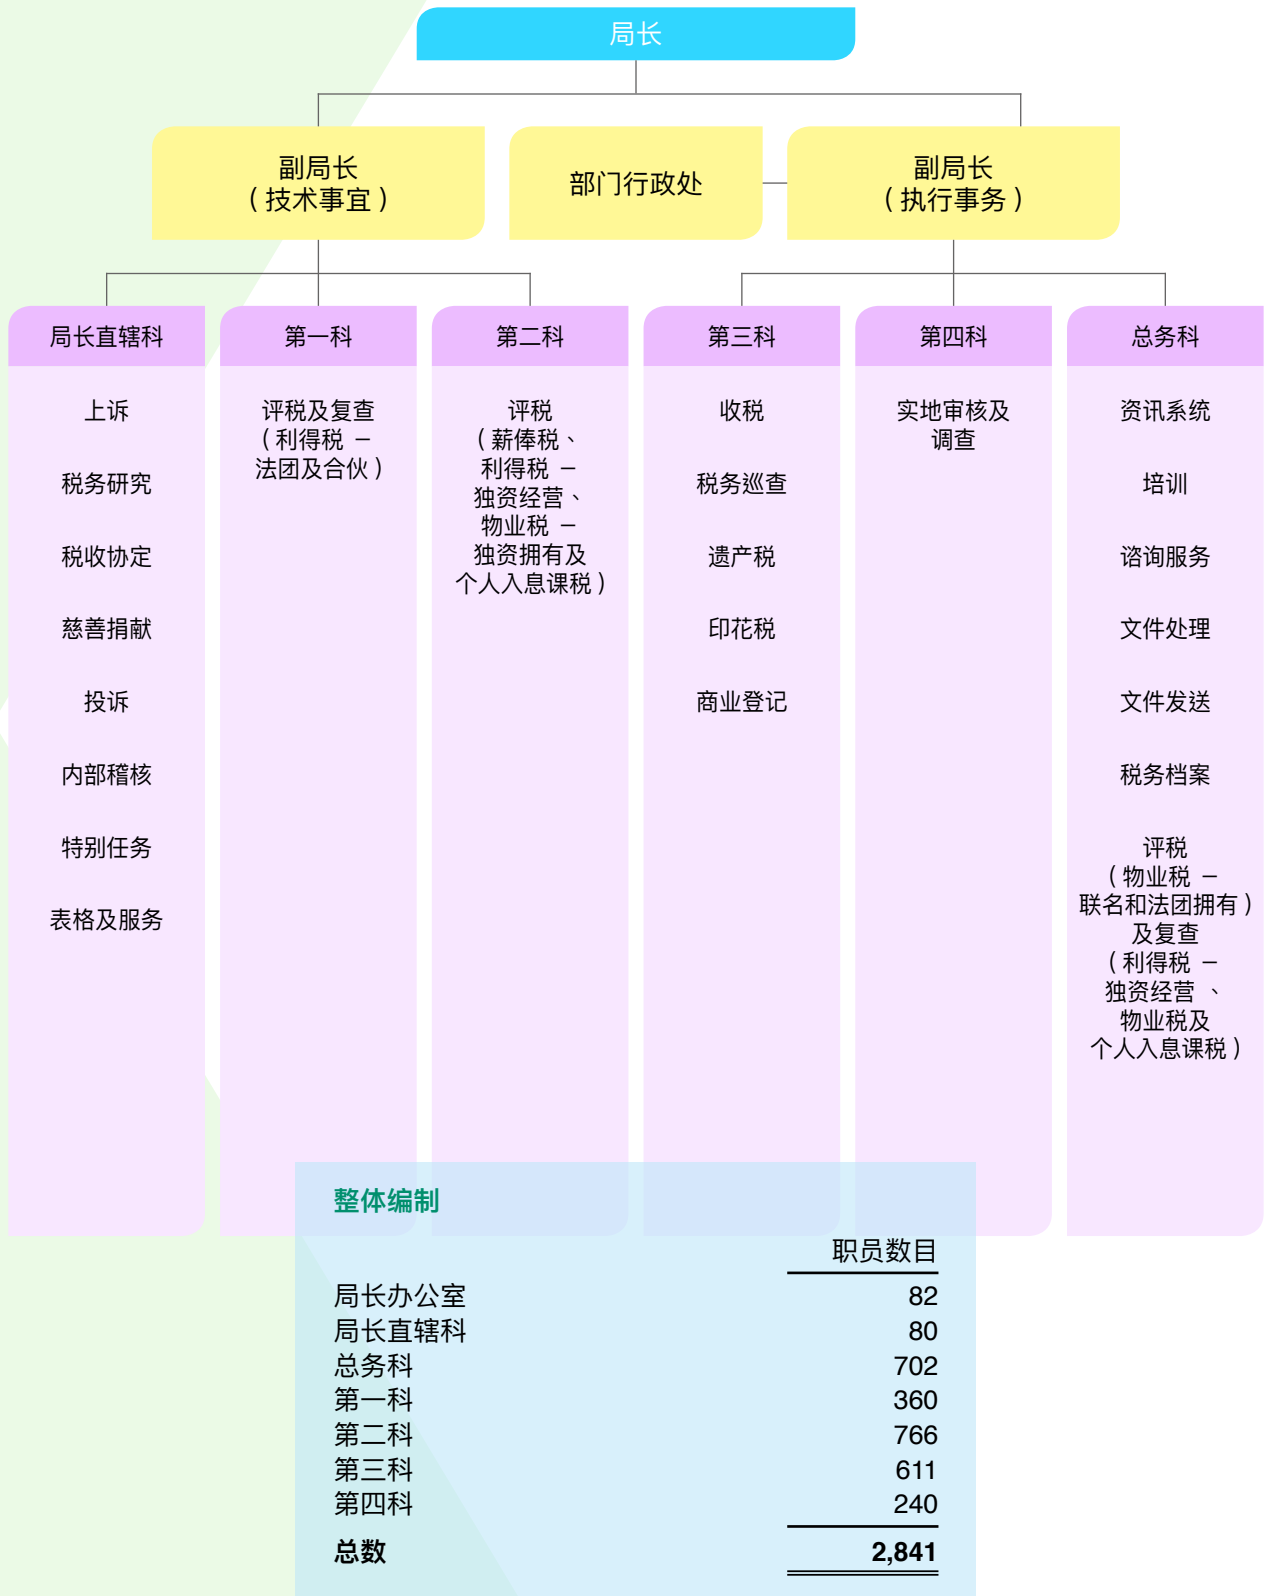 局长
副局长
（技术事宜）
部门行政处
副局长
（执行事务）
局长直辖科
上诉
税务研究
税收协定
慈善捐献
投诉
内部稽核
特别任务
表格及服务
第一科
评税及复查
（利得税 －
法团及合伙）
第二科
评税
（薪俸税、
利得税 －
独资经营、
物业税 －
独资拥有及
个人入息课税）
第三科
收税
税务巡查
遗产税
印花税
商业登记
第四科
实地审核及
调查
总务科
资讯系统
培训
谘询服务
文件处理
文件发送
税务档案
评税
（物业税 －
联名和法团拥有）
及复查
（利得税 －
独资经营 、
物业税及
个人入息课税）
整体编制
职员数目
局长办公室 82
局长直辖科 80
总务科 702
第一科 360
第二科 766
第三科 611
第四科 240
总数 2,841